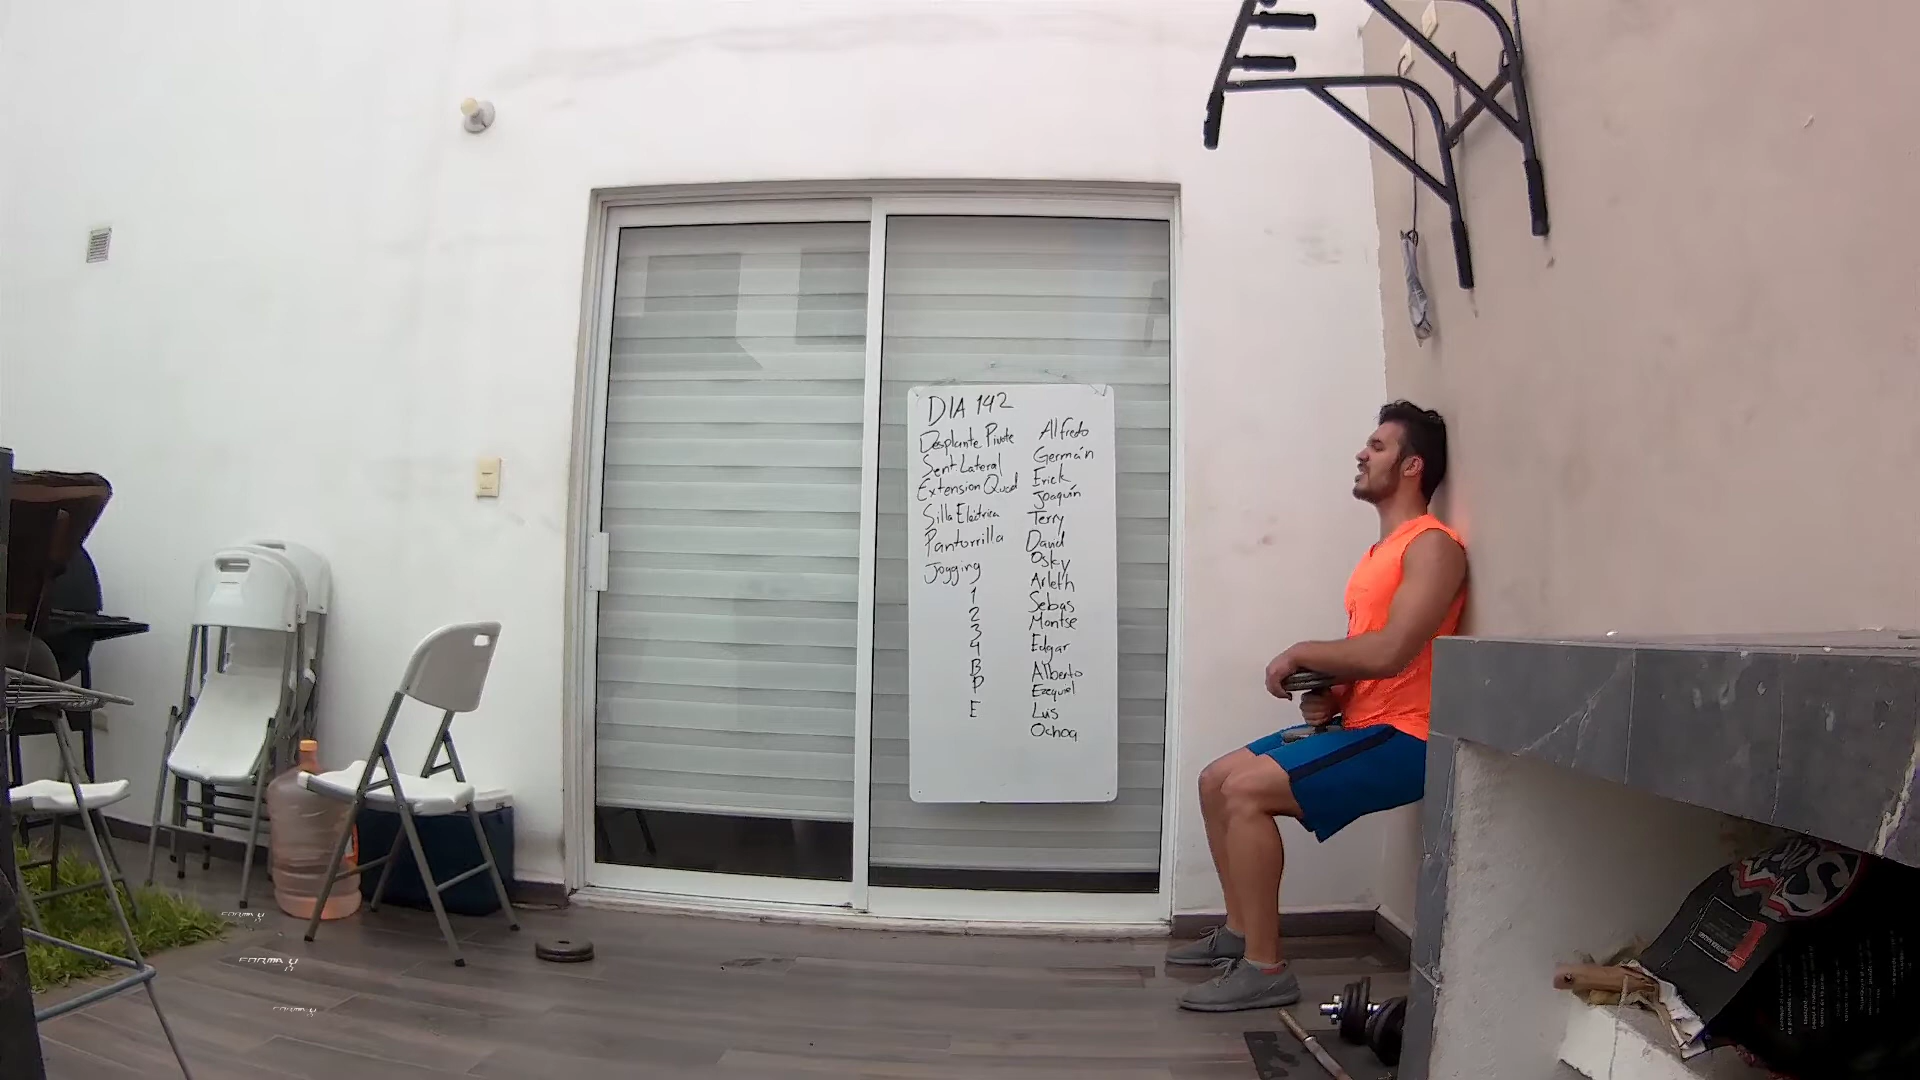 DIA 142
Desplante Pivote
Sent. Lateral
Extension Quad
Silla Eléctrica
Pantorrilla
Jogging
1
2
3
4
B
P
E
Alfredo
Germán
Erick
Joaquín
Terry
David
Osky
Arleth
Sebas
Montse
Edgar
Alberto
Ezequiel
Luis
Ochoa